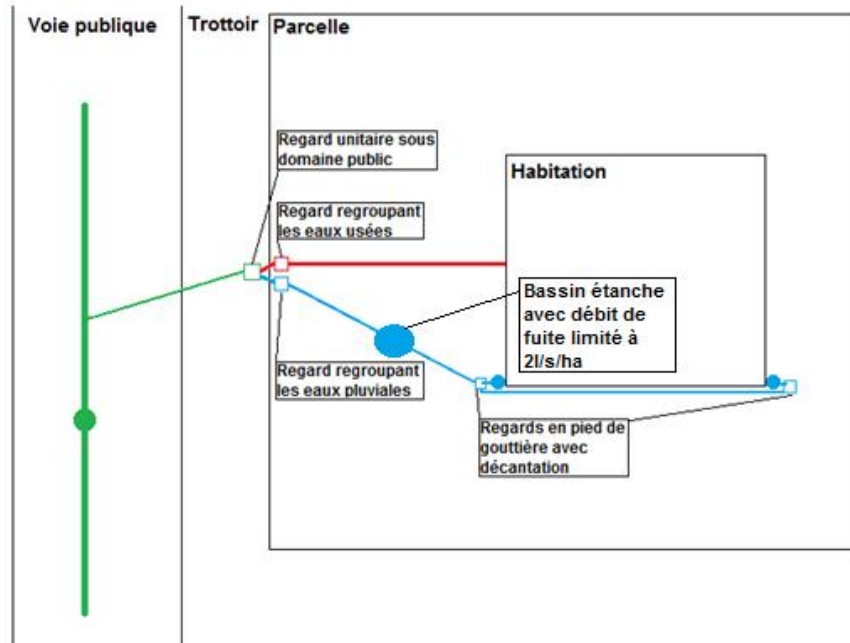 Voie publique
Trottoir
Parcelle
Regard unitaire sous
domaine public
Habitation
Regard regroupant
les eaux usées
Bassin étanche
avec débit de
fuite limité à
2l/s/ha
Regard regroupant
les eaux pluviales
Regards en pied de
gouttière avec
décantation